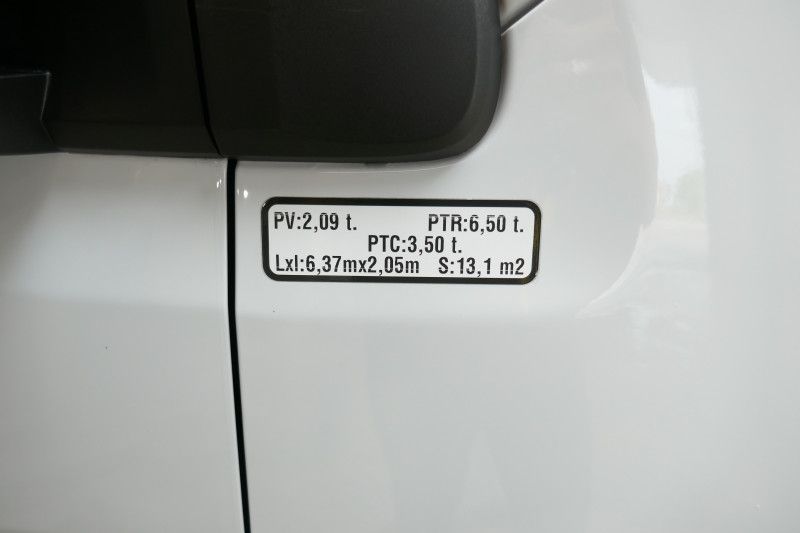 PV:2,09 t. PTR:6,50 t.
PTC:3,50 t.
Lxl:6,37mx2,05m S:13,1 m2